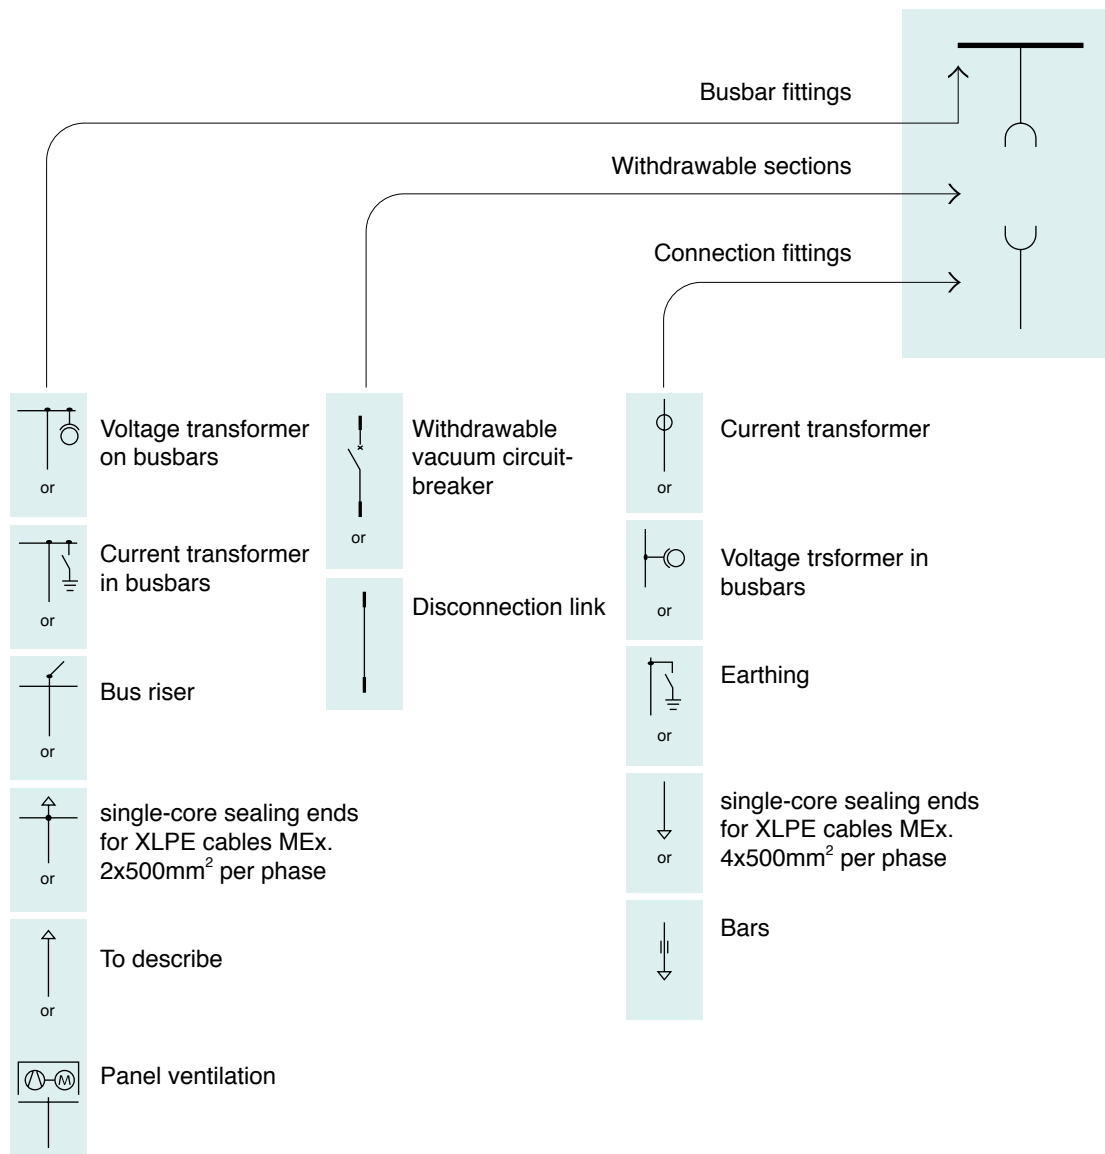 Busbar fittings
Withdrawable sections
Connection fittings
Voltage transformer
on busbars
or
Current transformer
in busbars
or
Bus riser
or
single-core sealing ends
for XLPE cables MEx.
2x500mm² per phase
or
To describe
or
Panel ventilation
M
Withdrawable
vacuum circuit-
breaker
or
Disconnection link
Current transformer
or
Voltage trsformer in
busbars
or
Earthing
or
single-core sealing ends
for XLPE cables MEx.
4x500mm² per phase
or
Bars